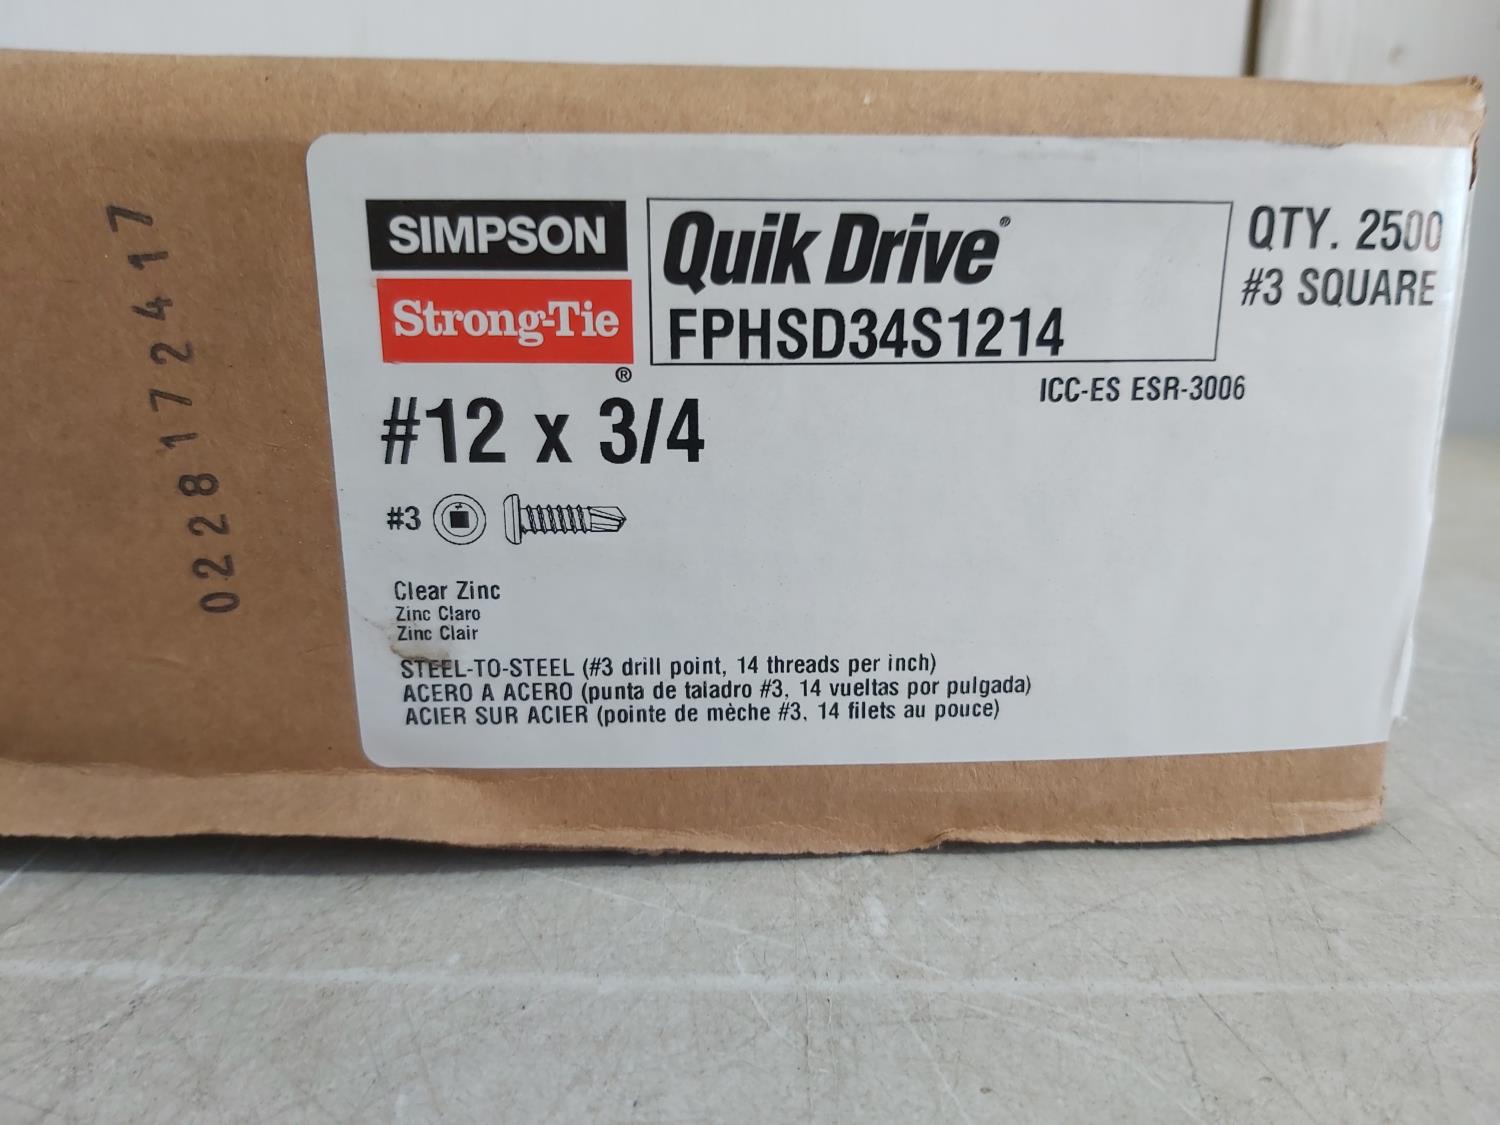 SIMPSON
Strong-Tie
®
Quik Drive®
FPHSD34S1214
QTY. 2500
#3 SQUARE
ICC-ES ESR-3006
#12 x 3/4
#3
Clear Zinc
Zinc Claro
Zinc Clair
STEEL-TO-STEEL (#3 drill point, 14 threads per inch)
ACERO A ACERO (punta de taladro #3, 14 vueltas por pulgada)
ACIER SUR ACIER (pointe de mèche #3, 14 filets au pouce)
0228172417